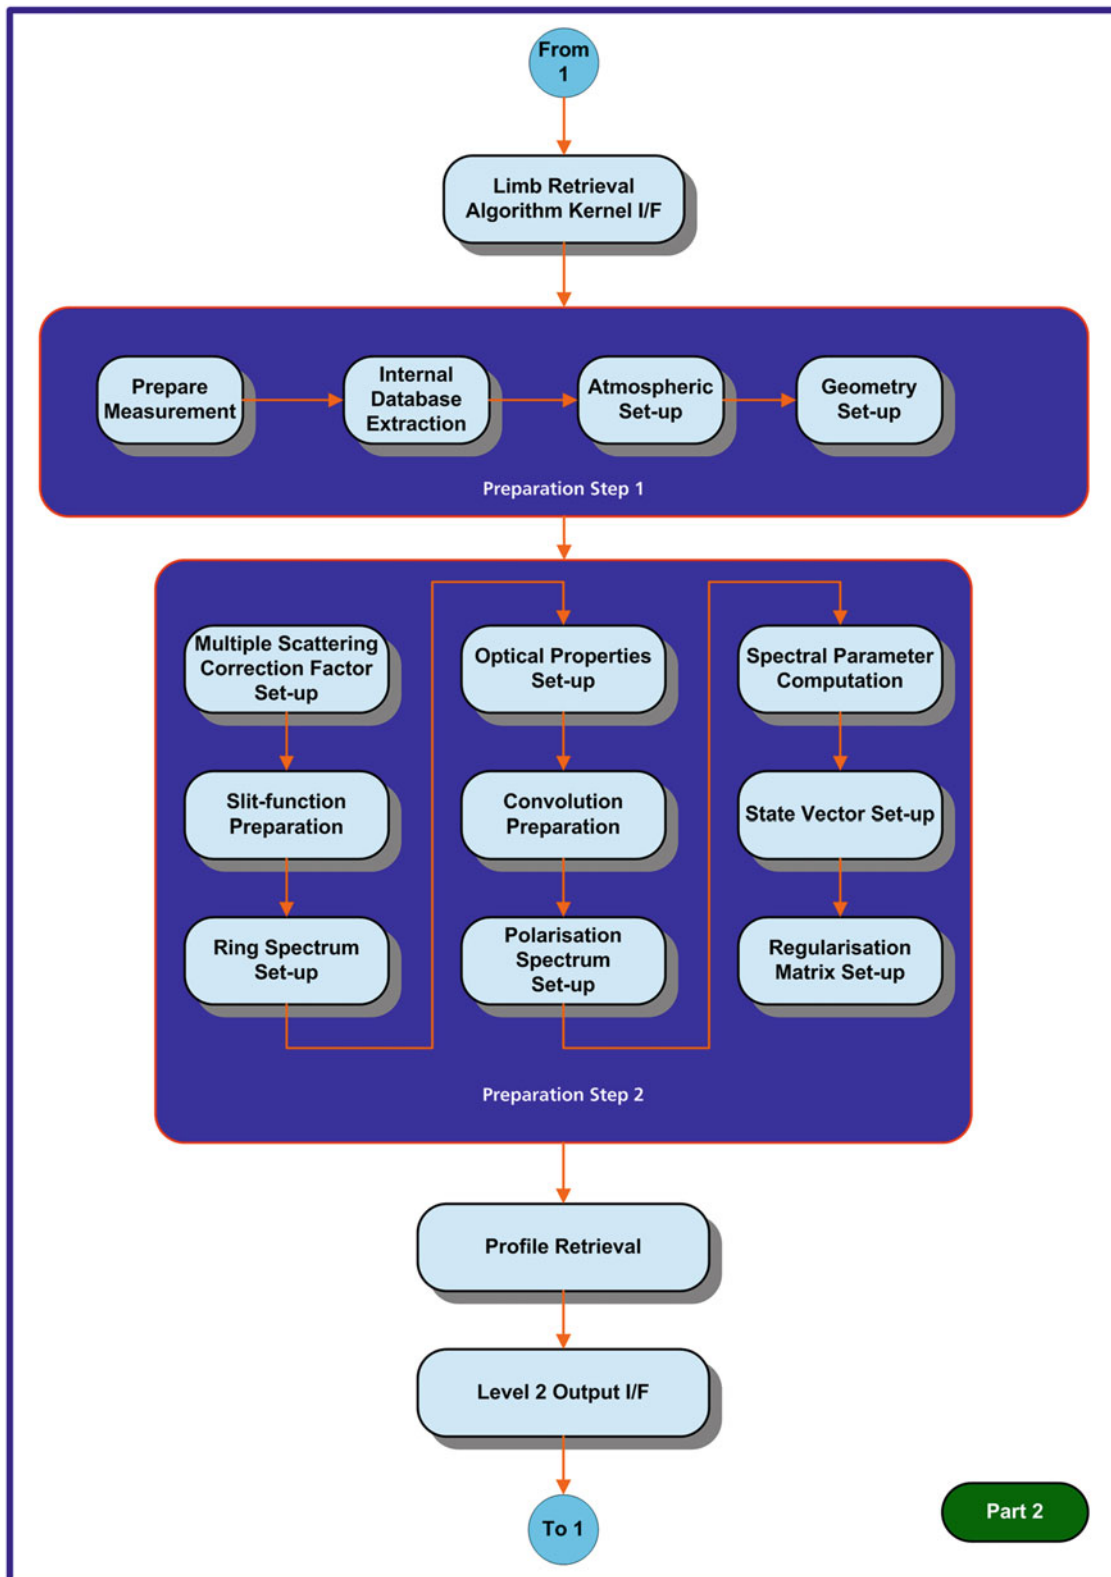 From
1
Limb Retrieval
Algorithm Kernel I/F
Prepare
Measurement
Internal
Database
Extraction
Atmospheric
Set-up
Geometry
Set-up
Preparation Step 1
Multiple Scattering
Correction Factor
Set-up
Slit-function
Preparation
Ring Spectrum
Set-up
Optical Properties
Set-up
Convolution
Preparation
Polarisation
Spectrum
Set-up
Spectral Parameter
Computation
State Vector Set-up
Regularisation
Matrix Set-up
Preparation Step 2
Profile Retrieval
Level 2 Output I/F
To 1
Part 2